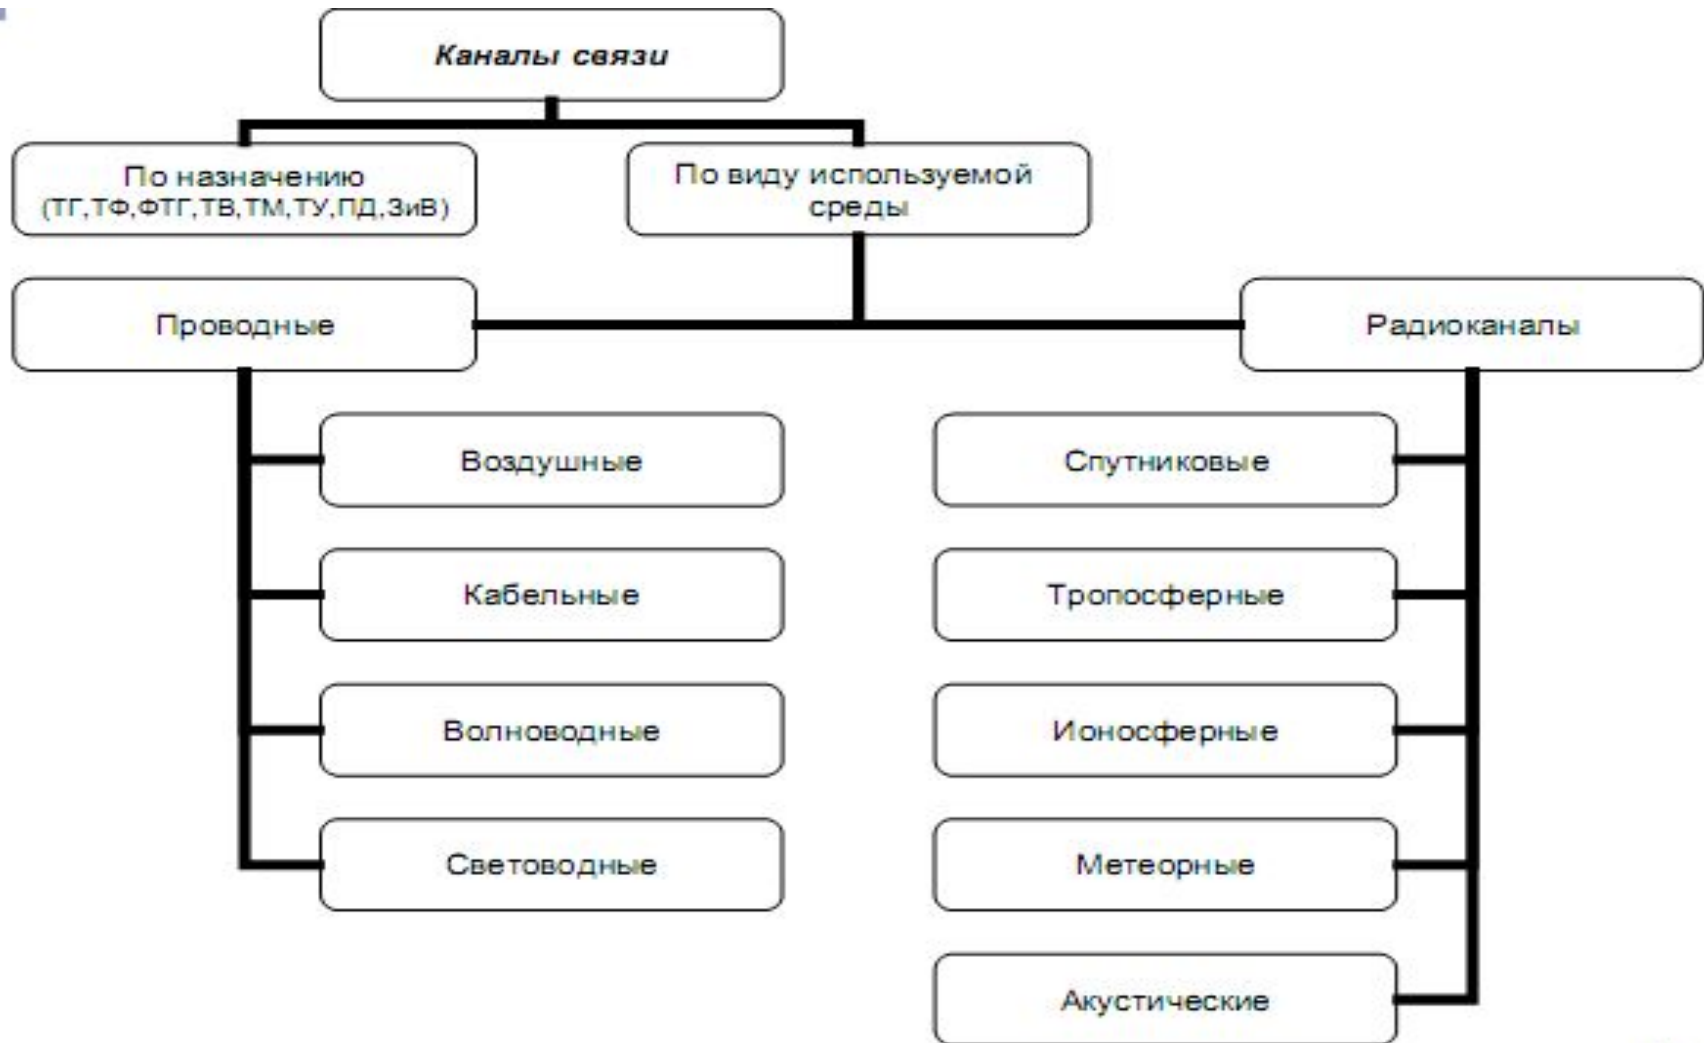 Каналы связи
По назначению
(ТГ,ТФ,ФТГ,ТВ,ТМ,ТУ,ПД,ЗиВ)
По виду используемой
среды
Проводные
Радиоканалы
Воздушные
Спутниковые
Кабельные
Тропосферные
Волноводные
Ионосферные
Световодные
Метеорные
Акустические